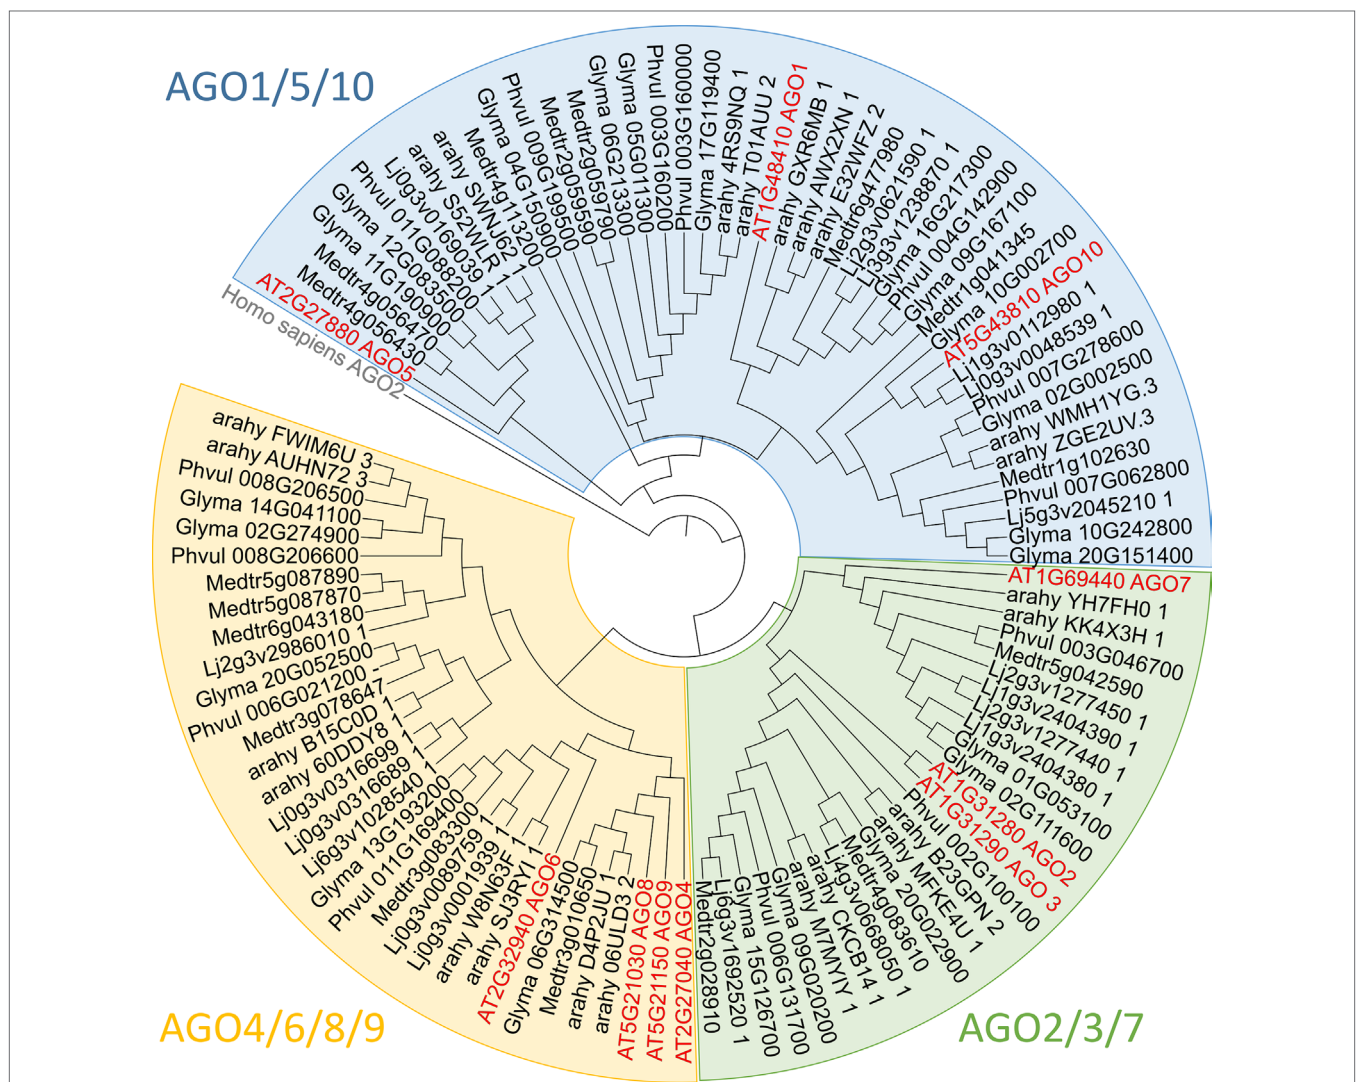 AGO1/5/10
Homo sapiens AGO2
AT2G27880 AGO5
Medtr4g056430
Medtr4g056470
Glyma 11G190900
Glyma 12G083500
Phvul 011G088200
Lj0g3v0169039 1
arahy S52WLR 1
arahy SWNJ62 1
Medtr4g113200
Glyma 04G150900
Phvul 009G199500
Medtr2g059590
Medtr2g059790
Glyma 06G213300
Glyma 05G011300
Phvul 003G160200
Phvul 003G160000
Glyma 17G119400
arahy 4RS9NQ 1
arahy T01AUU 2
AT1G48410 AGO1
arahy GXR6MB 1
arahy AWX2XN 1
arahy E32WFZ 2
Medtr6g477980
Lj2g3v0621590 1
Lj3g3v1238870 1
Glyma 16G217300
Phvul 004G142900
Glyma 09G167100
Medtr1g041345
Glyma 10G002700
AT5G43810 AGO10
Lj1g3v0112980 1
Lj0g3v0048539 1
Phvul 007G278600
Glyma 02G002500
arahy WMH1YG.3
arahy ZGE2UV.3
Medtr1g102630
Phvul 007G062800
Lj5g3v2045210 1
Glyma 10G242800
Glyma 20G151400
AT1G69440 AGO7
arahy YH7FH0 1
arahy KK4X3H 1
Phvul 003G046700
Medtr5g042590
Lj2g3v1277450 1
Lj1g3v2404390 1
Lj2g3v1277440 1
Lj1g3v2404380 1
Glyma 01G053100
Glyma 02G111600
AT1G31280 AGO2
AT1G31290 AGO 3
Phvul 002G100100
arahy B23GPN 2
arahy MFKE4U 1
Glyma 20G022900
Medtr4g083610
Lj4g3v0668050 1
arahy CKCB14 1
arahy M7MYIY 1
Glyma 09G020200
Phvul 006G131700
Glyma 15G126700
Lj6g3v1692520 1
Medtr2g028910
AGO2/3/7
AT2G27040 AGO4
AT5G21150 AGO9
AT5G21030 AGO8
arahy 06ULD3 2
arahy D4P2JU 1
Medtr3g010650
Glyma 06G314500
AT2G32940 AGO6
arahy SJ3RYI 1
arahy W8N63F 1
Lj0g3v0001939 1
Lj0g3v0089759 1
Medtr3g083300
Phvul 011G169400
Glyma 13G193200
Lj6g3v1028540 1
Lj0g3v0316689 1
Lj0g3v0316699 1
arahy 60DDY8 1
arahy B15C0D 1
Medtr3g078647
Phvul 006G021200 -
Glyma 20G052500
Lj2g3v2986010 1
Medtr6g043180
Medtr5g087870
Medtr5g087890
Phvul 008G206600
Glyma 02G274900
Glyma 14G041100
Phvul 008G206500
arahy AUHN72 3
arahy FWIM6U 3
AGO4/6/8/9